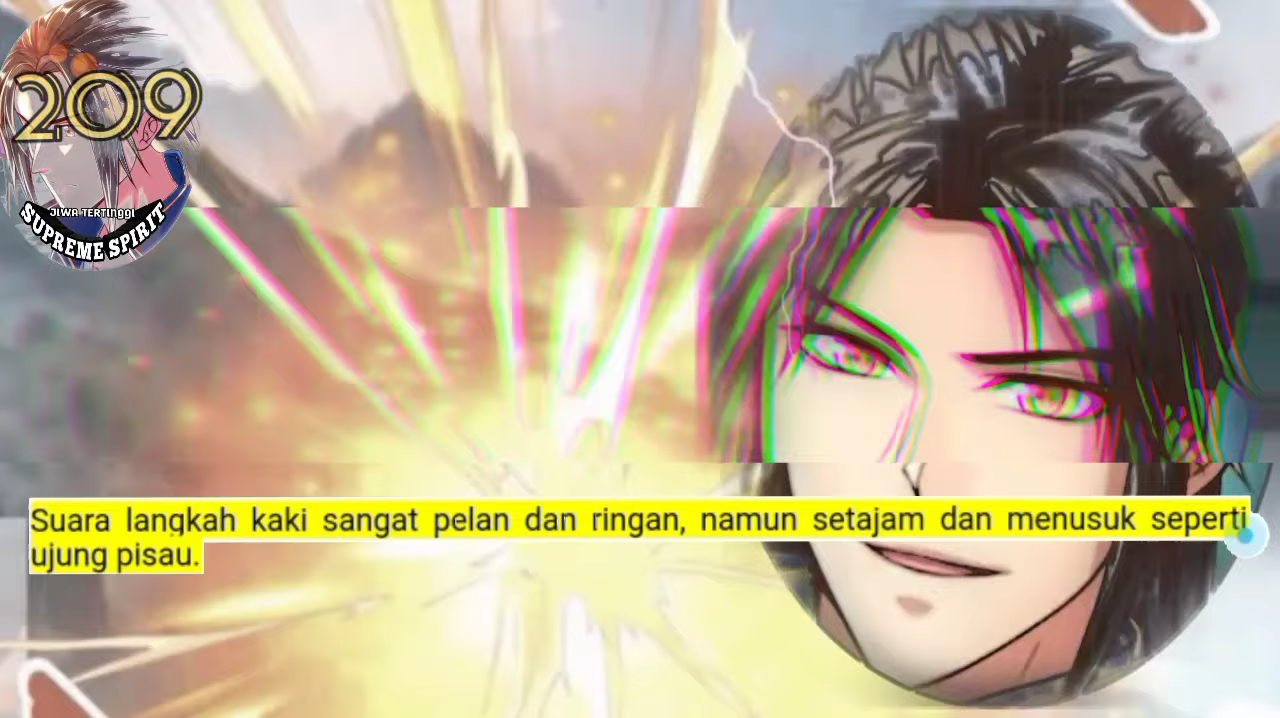 209
JIWA TERTINGGI
SUPREME SPIRIT
Suara langkah kaki sangat pelan dan ringan, namun setajam dan menusuk seperti
ujung pisau.